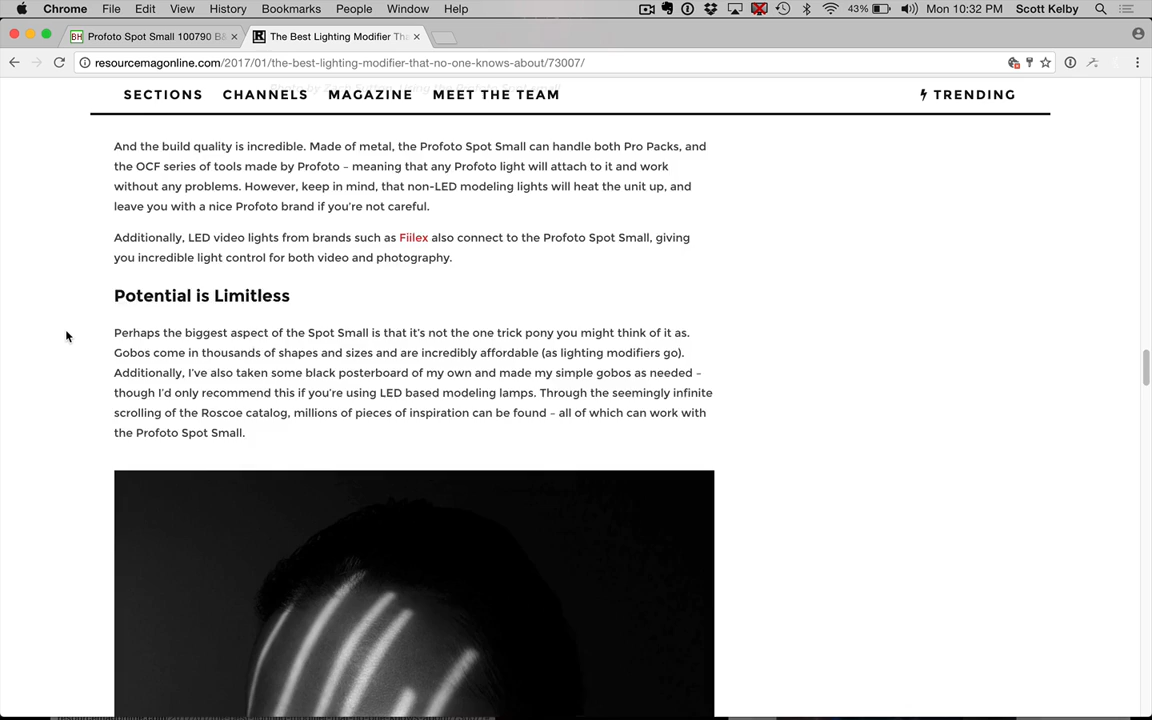 Chrome File Edit View History Bookmarks People Window Help 43% Mon 10:32 PM Scott Kelby
Profoto Spot Small 100790 B& The Best Lighting Modifier Tha
resourcemagonline.com/2017/01/the-best-lighting-modifier-that-no-one-knows-about/73007/
SECTIONS CHANNELS MAGAZINE MEET THE TEAM TRENDING
And the build quality is incredible. Made of metal, the Profoto Spot Small can handle both Pro Packs, and
the OCF series of tools made by Profoto – meaning that any Profoto light will attach to it and work
without any problems. However, keep in mind, that non-LED modeling lights will heat the unit up, and
leave you with a nice Profoto brand if you're not careful.
Additionally, LED video lights from brands such as Fiilex also connect to the Profoto Spot Small, giving
you incredible light control for both video and photography.
Potential is Limitless
Perhaps the biggest aspect of the Spot Small is that it's not the one trick pony you might think of it as.
Gobos come in thousands of shapes and sizes and are incredibly affordable (as lighting modifiers go).
Additionally, I've also taken some black posterboard of my own and made my simple gobos as needed –
though I'd only recommend this if you're using LED based modeling lamps. Through the seemingly infinite
scrolling of the Roscoe catalog, millions of pieces of inspiration can be found – all of which can work with
the Profoto Spot Small.